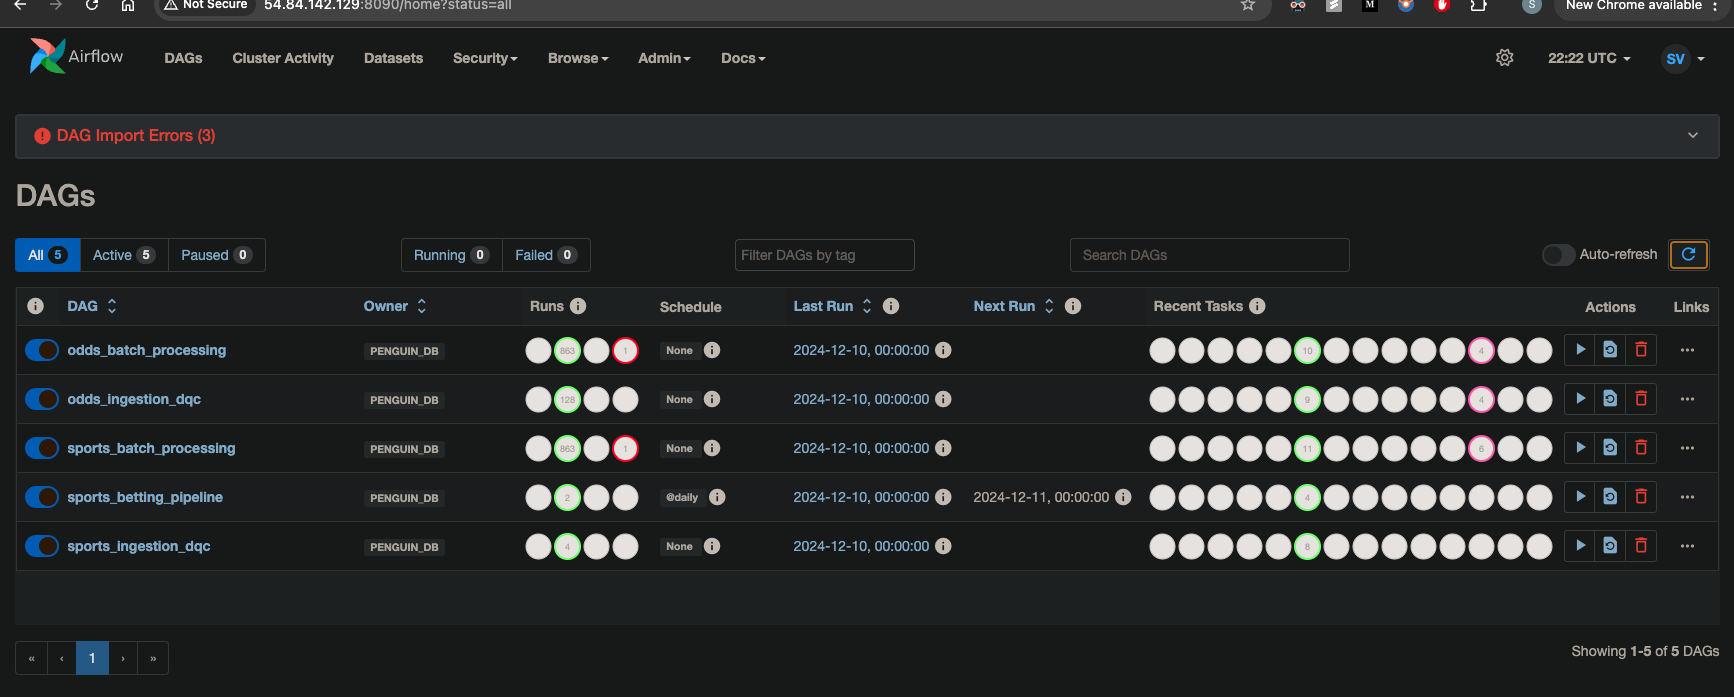 Not Secure 54.84.142.129:8090/home?status=all M S New Chrome available
Airflow DAGs Cluster Activity Datasets Security Browse Admin Docs 22:22 UTC SV
DAG Import Errors (3)
DAGs
All 5 Active 5 Paused 0 Running 0 Failed 0 Filter DAGs by tag Search DAGs Auto-refresh
DAG Owner Runs Schedule Last Run Next Run Recent Tasks Actions Links
odds_batch_processing PENGUIN_DB 863 1 None 2024-12-10, 00:00:00 10 4
odds_ingestion_dqc PENGUIN_DB 128 None 2024-12-10, 00:00:00 9 4
sports_batch_processing PENGUIN_DB 863 1 None 2024-12-10, 00:00:00 11 6
sports_betting_pipeline PENGUIN_DB 2 @daily 2024-12-10, 00:00:00 2024-12-11, 00:00:00 4
sports_ingestion_dqc PENGUIN_DB 4 None 2024-12-10, 00:00:00 8
« ‹ 1 › »
Showing 1-5 of 5 DAGs